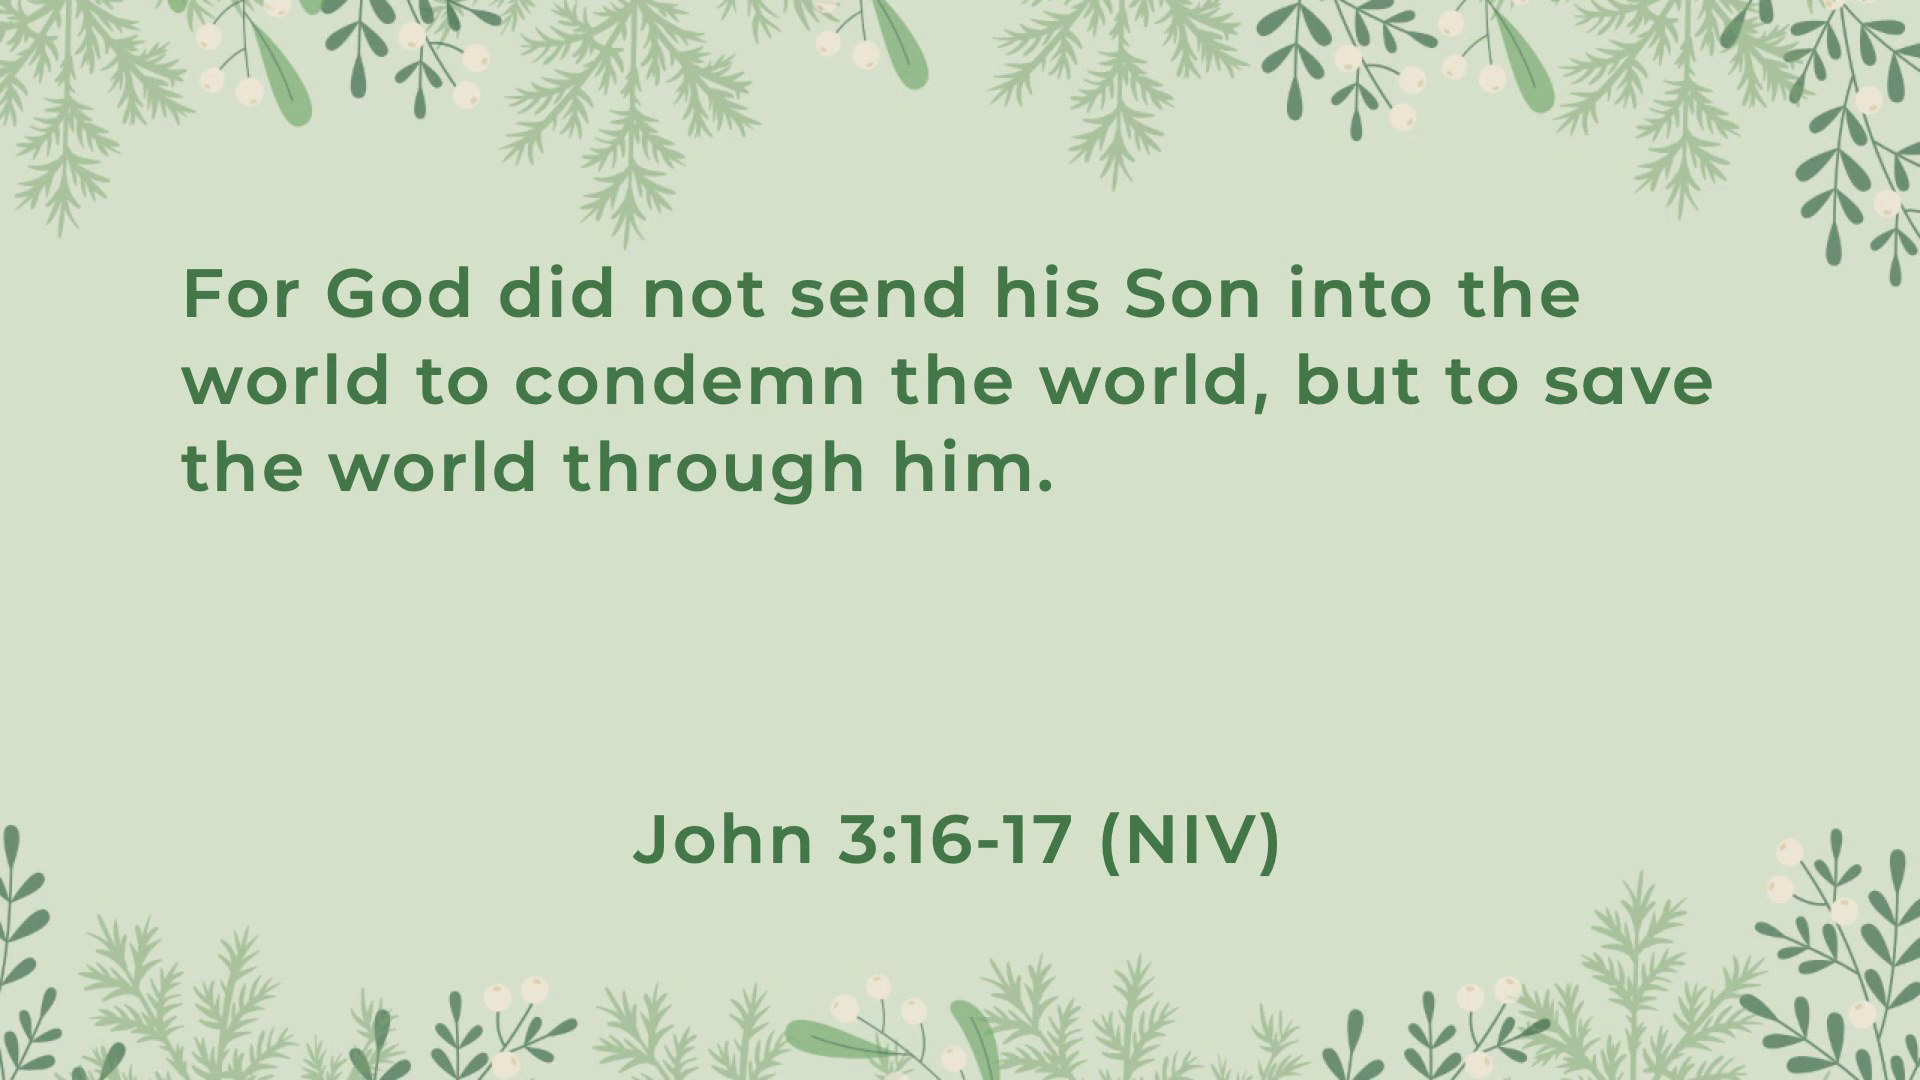 For God did not send his Son into the
world to condemn the world, but to save
the world through him.
John 3:16-17 (NIV)